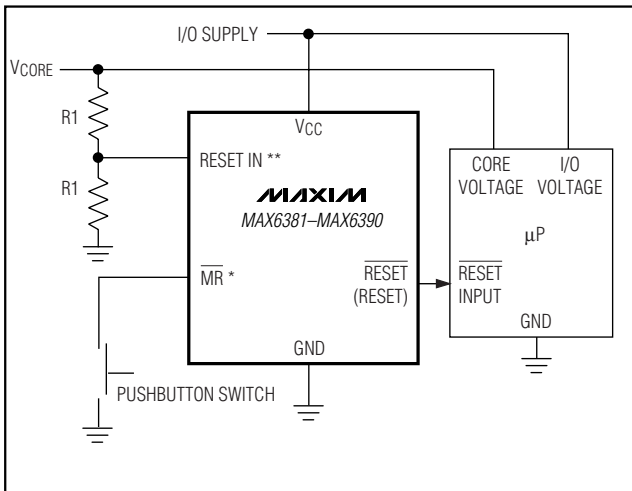 I/O SUPPLY
VCORE
R1
VCC
RESET IN **
CORE VOLTAGE
I/O VOLTAGE
MAXIM
MAX6381–MAX6390
R1
µP
MR *
RESET
(RESET)
RESET INPUT
GND
GND
PUSHBUTTON SWITCH